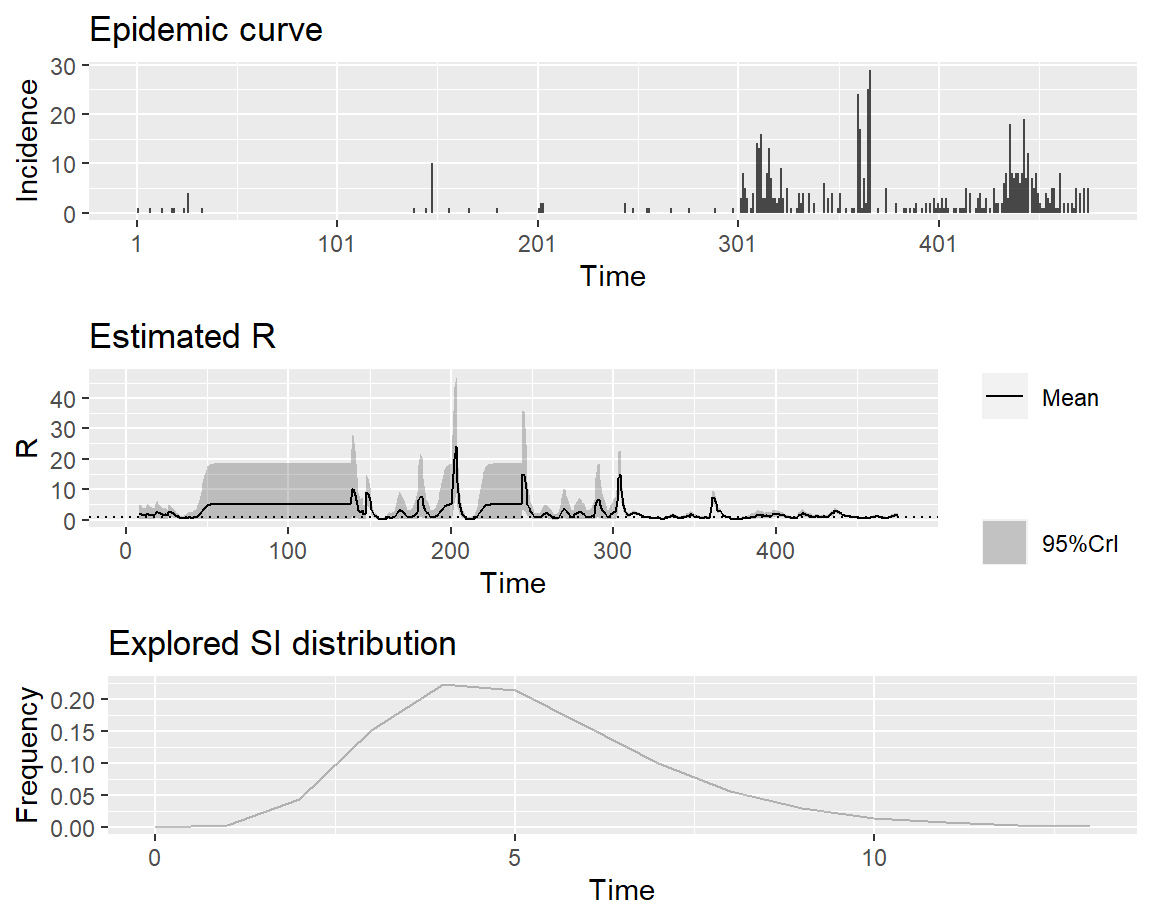 Epidemic curve
30
20
10
0
Incidence
1 101 201 301 401
Time
Estimated R
40
30
20
10
0
R
0 100 200 300 400
Time
Mean
95%CrI
Explored SI distribution
0.20
0.15
0.10
0.05
0.00
Frequency
0 5 10
Time